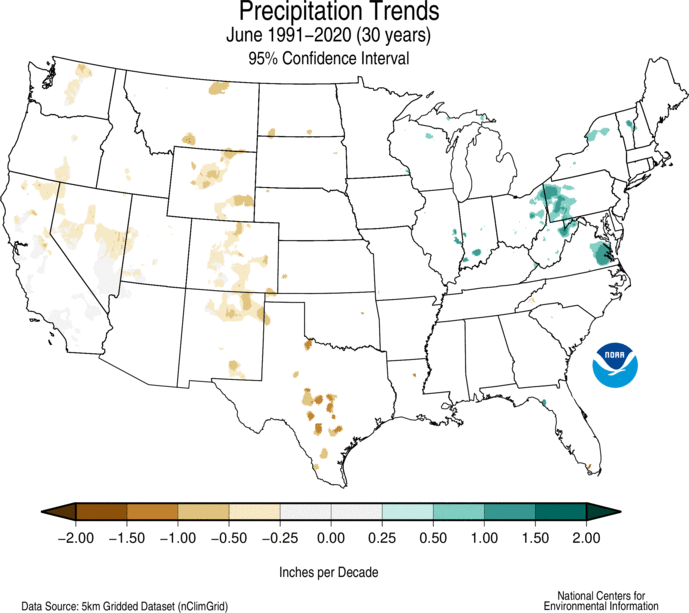 Precipitation Trends
June 1991−2020 (30 years)
95% Confidence Interval
NOAA
−2.00 −1.50 −1.00 −0.50 −0.25 0.00 0.25 0.50 1.00 1.50 2.00
Inches per Decade
Data Source: 5km Gridded Dataset (nClimGrid)
National Centers for
Environmental Information